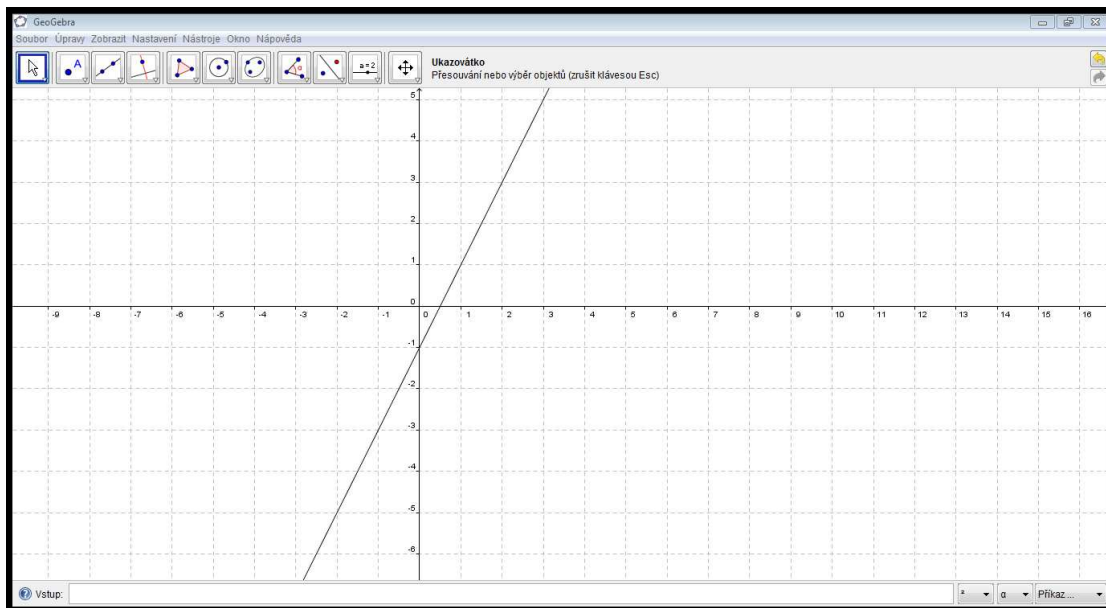 GeoGebra
Soubor Úpravy Zobrazit Nastavení Nástroje Okno Nápověda
A
α
a = 2
Ukazovátko
Přesouvání nebo výběr objektů (zrušit klávesou Esc)
5
4
3
2
1
0
-9 -8 -7 -6 -5 -4 -3 -2 -1 0 1 2 3 4 5 6 7 8 9 10 11 12 13 14 15 16
-1
-2
-3
-4
-5
-6
Vstup: ² α Příkaz ...